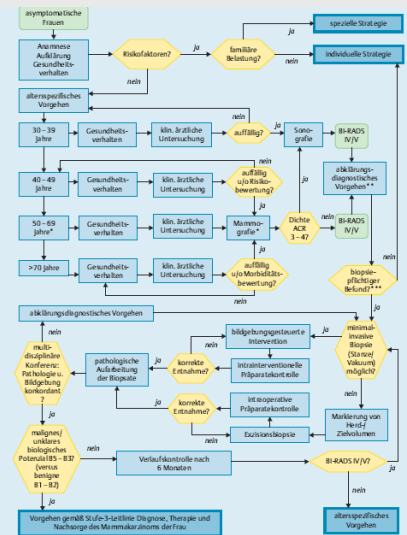 asymptomatische
Frauen
spezielle Strategie
Anamnese
Aufklärung
Gesundheits-
verhalten
Risikofaktoren?
ja
familiäre
Belastung?
ja
nein
individuelle Strategie
nein
altersspezifisches
Vorgehen
nein
30–39
Jahre
Gesundheits-
verhalten
klin. ärztliche
Untersuchung
auffällig?
ja
Sono-
grafie
BI-RADS
IV/V
nein
40–49
Jahre
Gesundheits-
verhalten
klin. ärztliche
Untersuchung
auffällig
u/o Risiko-
bewertung?
ja
abklärungs-
diagnostisches
Vorgehen**
ja
50–69
Jahre*
Gesundheits-
verhalten
klin. ärztliche
Untersuchung
Mammo-
grafie*
Dichte
ACR
3–4?
nein
BI-RADS
IV/V
ja
>70 Jahre
Gesundheits-
verhalten
klin. ärztliche
Untersuchung
auffällig
u/o Morbiditäts-
bewertung?
nein
biopsie-
pflichtiger
Befund?***
nein
ja
abklärungsdiagnostisches Vorgehen
nein
multi-
disziplinäre
Konferenz:
Pathologie u.
Bildgebung
konkordant
?
ja
pathologische
Aufarbeitung
der Biopsate
ja
korrekte
Entnahme?
nein
bildgebungsgesteuerte
Intervention
intrainterventionelle
Präparatekontrolle
ja
minimal-
invasive
Biopsie
(Stanze/
Vakuum)
möglich?
nein
ja
korrekte
Entnahme?
nein
intraoperative
Präparatekontrolle
Exzisionsbiopsie
Markierung von
Herd-/
Zielvolumen
malignes/
unklares
biologisches
Potenzial B5–B3?
(versus
benigne
B1–B2)
nein
Verlaufskontrolle nach
6 Monaten
BI-RADS IV/V?
ja
nein
ja
altersspezifisches
Vorgehen
Vorgehen gemäß Stufe-3-Leitlinie Diagnose, Therapie und
Nachsorge des Mammakarzinoms der Frau